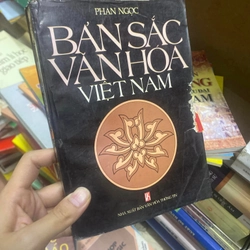 PHAN NGỌC
BẢN SẮC
VĂN HÓA
VIỆT NAM
NHÀ XUẤT BẢN VĂN HÓA THÔNG TIN